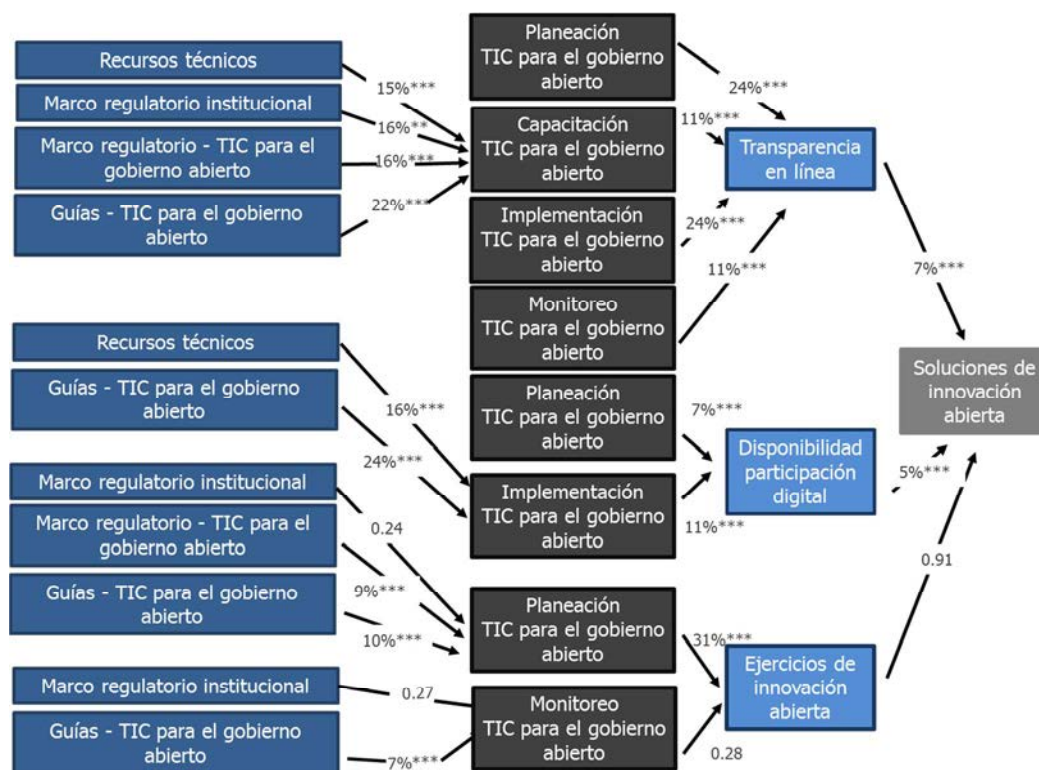 Recursos técnicos
Marco regulatorio institucional
Marco regulatorio - TIC para el
gobierno abierto
Guías - TIC para el gobierno
abierto
15%***
16%**
16%***
22%***
Planeación
TIC para el gobierno
abierto
Capacitación
TIC para el gobierno
abierto
Implementación
TIC para el gobierno
abierto
Monitoreo
TIC para el gobierno
abierto
24%***
11%***
24%***
11%***
Transparencia
en línea
7%***
Recursos técnicos
Guías - TIC para el gobierno
abierto
16%***
24%***
Planeación
TIC para el gobierno
abierto
Implementación
TIC para el gobierno
abierto
7%***
11%***
Disponibilidad
participación
digital
5%***
Soluciones de
innovación
abierta
Marco regulatorio institucional
Marco regulatorio - TIC para el
gobierno abierto
Guías - TIC para el gobierno
abierto
0.24
9%***
10%***
Planeación
TIC para el gobierno
abierto
31%***
Marco regulatorio institucional
Guías - TIC para el gobierno
abierto
0.27
7%***
Monitoreo
TIC para el gobierno
abierto
0.28
Ejercicios de
innovación
abierta
0.91